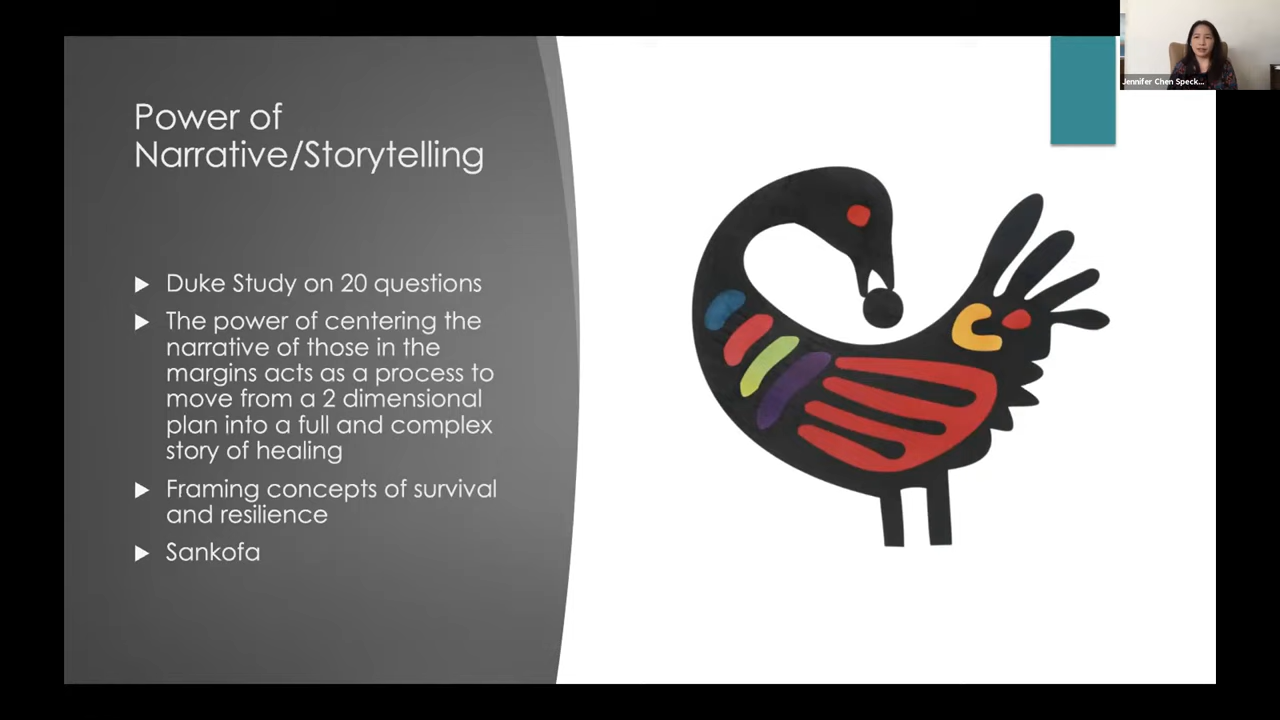 Power of
Narrative/Storytelling
Duke Study on 20 questions
The power of centering the
narrative of those in the
margins acts as a process to
move from a 2 dimensional
plan into a full and complex
story of healing
Framing concepts of survival
and resilience
Sankofa
Jennifer Chen Speck...